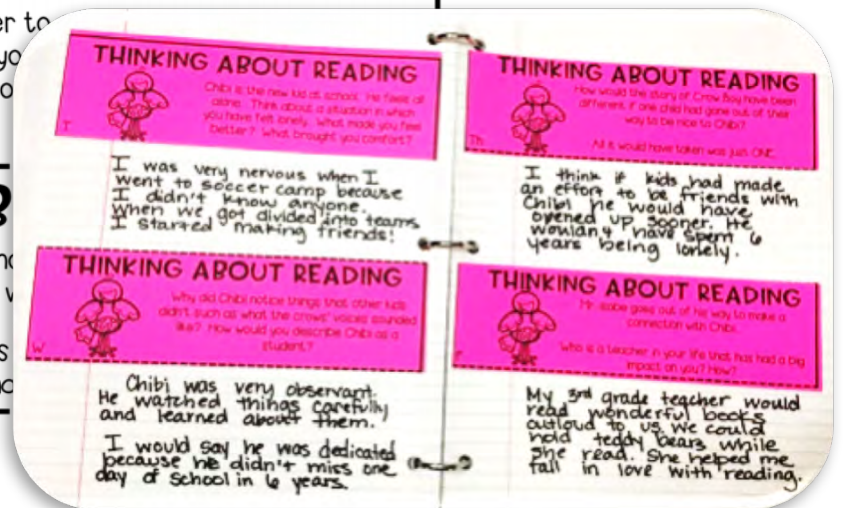 er to
yo
THINKING ABOUT READING
Chibi is the new kid at school. He feels all
alone. Think about a situation in which
you have felt lonely. What made you feel
better? What brought you comfort?
T
I was very nervous when I
went to soccer camp because
I didn't know anyone.
When we got divided into teams
I started making friends!
THINKING ABOUT READING
Why did Chibi notice things that other kids
didn't such as what the crows' voices sounded
like? How would you describe Chibi as a
student?
W
Chibi was very observant.
He watched things carefully
and learned about them.
I would say he was dedicated
because he didn't miss one
day of school in 6 years.
THINKING ABOUT READING
How would the story of Crow Boy have been
different if one child had gone out of their
way to be nice to Chibi?
All it would have taken was just ONE.
Th
I think if kids had made
an effort to be friends with
Chibi he would have
opened up sooner. He
wouldn't have spent 6
years being lonely.
THINKING ABOUT READING
Mr. Isobe goes out of his way to make a
connection with Chibi.
Who is a teacher in your life that has had a big
impact on you? How?
F
My 3rd grade teacher would
read wonderful books
outloud to us. We could
hold teddy bears while
she read. She helped me
fall in love with reading.